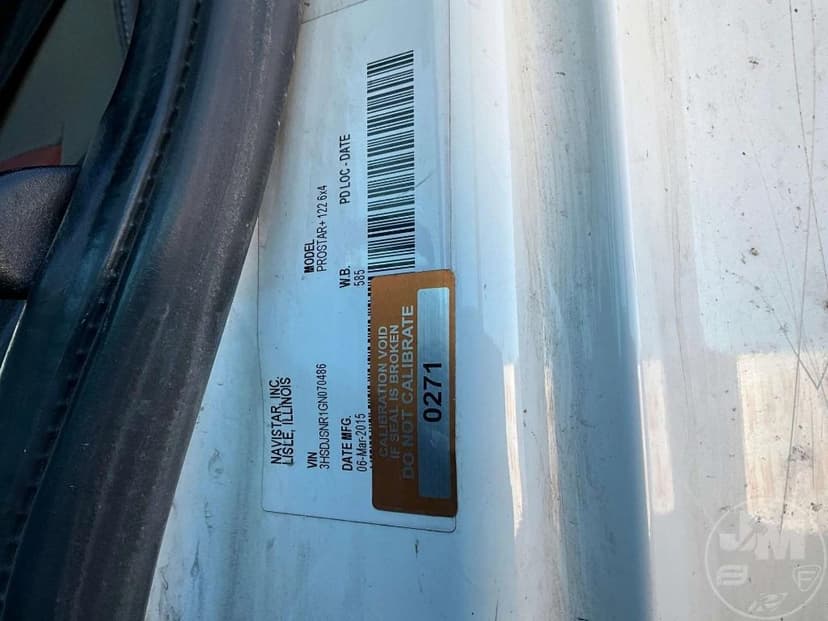 NAVISTAR, INC.
LISLE, ILLINOIS
VIN
3HSDJSNR1GN070486
MODEL
PROSTAR+ 122 6x4
DATE MFG.
06-Mar-2015
W.B.
585
PD LOC - DATE
CALIBRATION VOID
IF SEAL IS BROKEN
DO NOT CALIBRATE
0271
JM